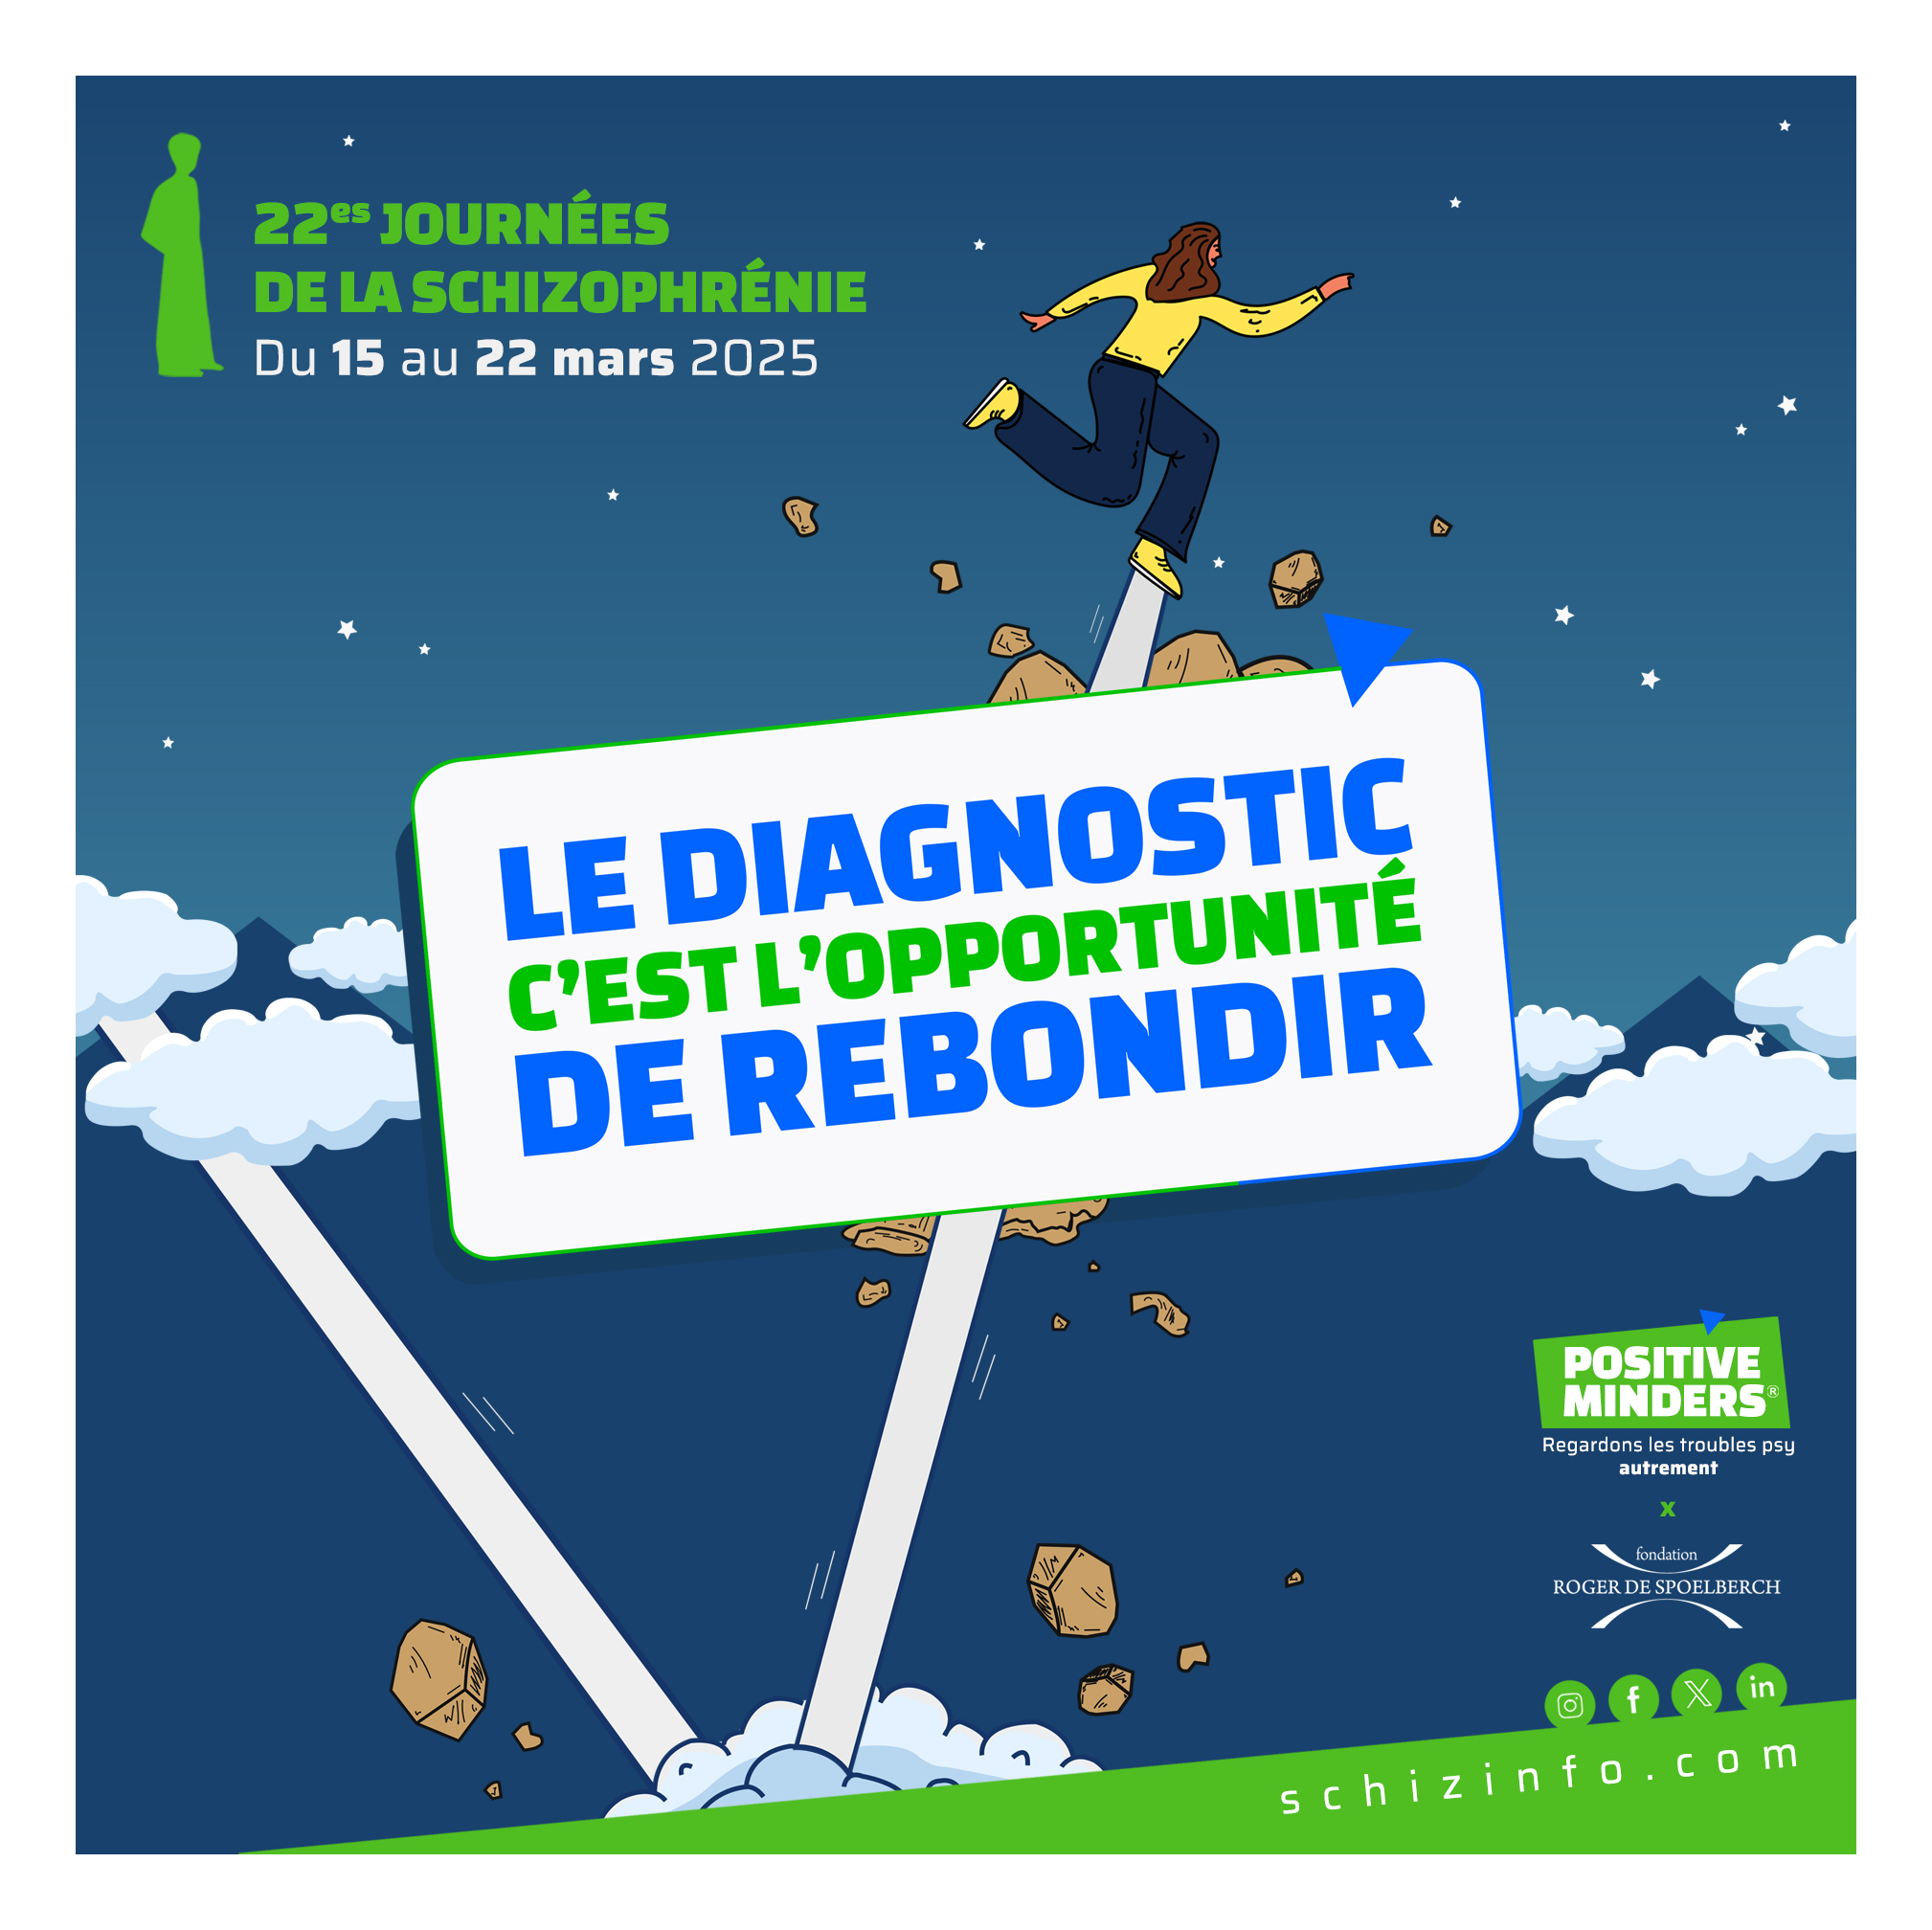 22es JOURNÉES
DE LA SCHIZOPHRÉNIE
Du 15 au 22 mars 2025
LE DIAGNOSTIC
C’EST L’OPPORTUNITÉ
DE REBONDIR
POSITIVE
MINDERS®
Regardons les troubles psy
autrement
x
fondation
ROGER DE SPOELBERCH
f X in
schizinfo.com